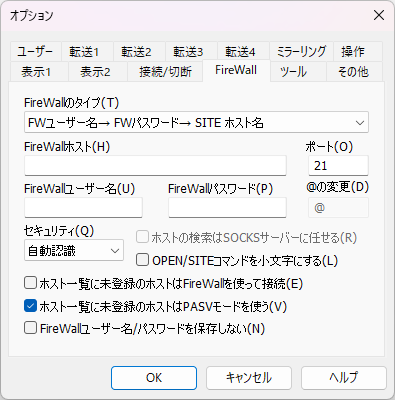 オプション
ユーザー 転送1 転送2 転送3 転送4 ミラーリング 操作
表示1 表示2 接続/切断 FireWall ツール その他
FireWallのタイプ(T)
FWユーザー名→ FWパスワード→ SITE ホスト名
FireWallホスト(H) ポート(O)
21
FireWallユーザー名(U) FireWallパスワード(P) @の変更(D)
@
セキュリティ(Q)
自動認識
ホストの検索はSOCKSサーバーに任せる(R)
OPEN/SITEコマンドを小文字にする(L)
ホスト一覧に未登録のホストはFireWallを使って接続(E)
ホスト一覧に未登録のホストはPASVモードを使う(V)
FireWallユーザー名/パスワードを保存しない(N)
OK キャンセル ヘルプ